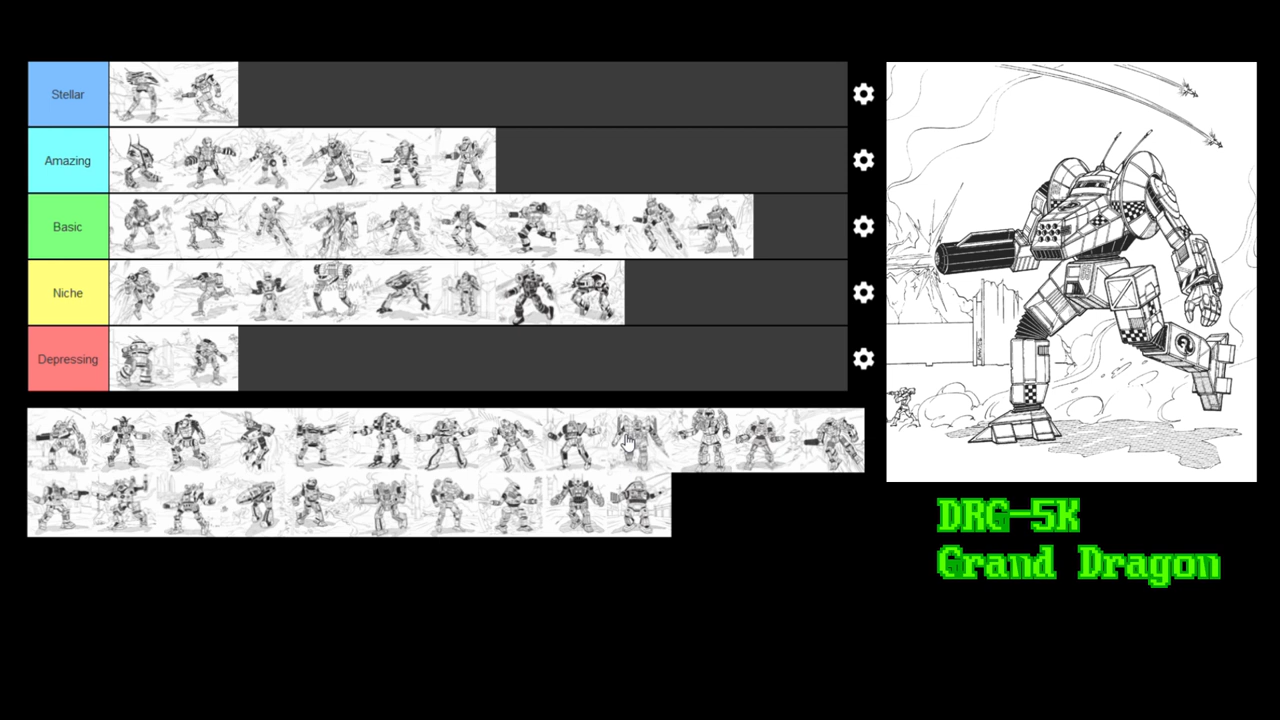 Stellar
Amazing
Basic
Niche
Depressing
DRG-5K
Grand Dragon